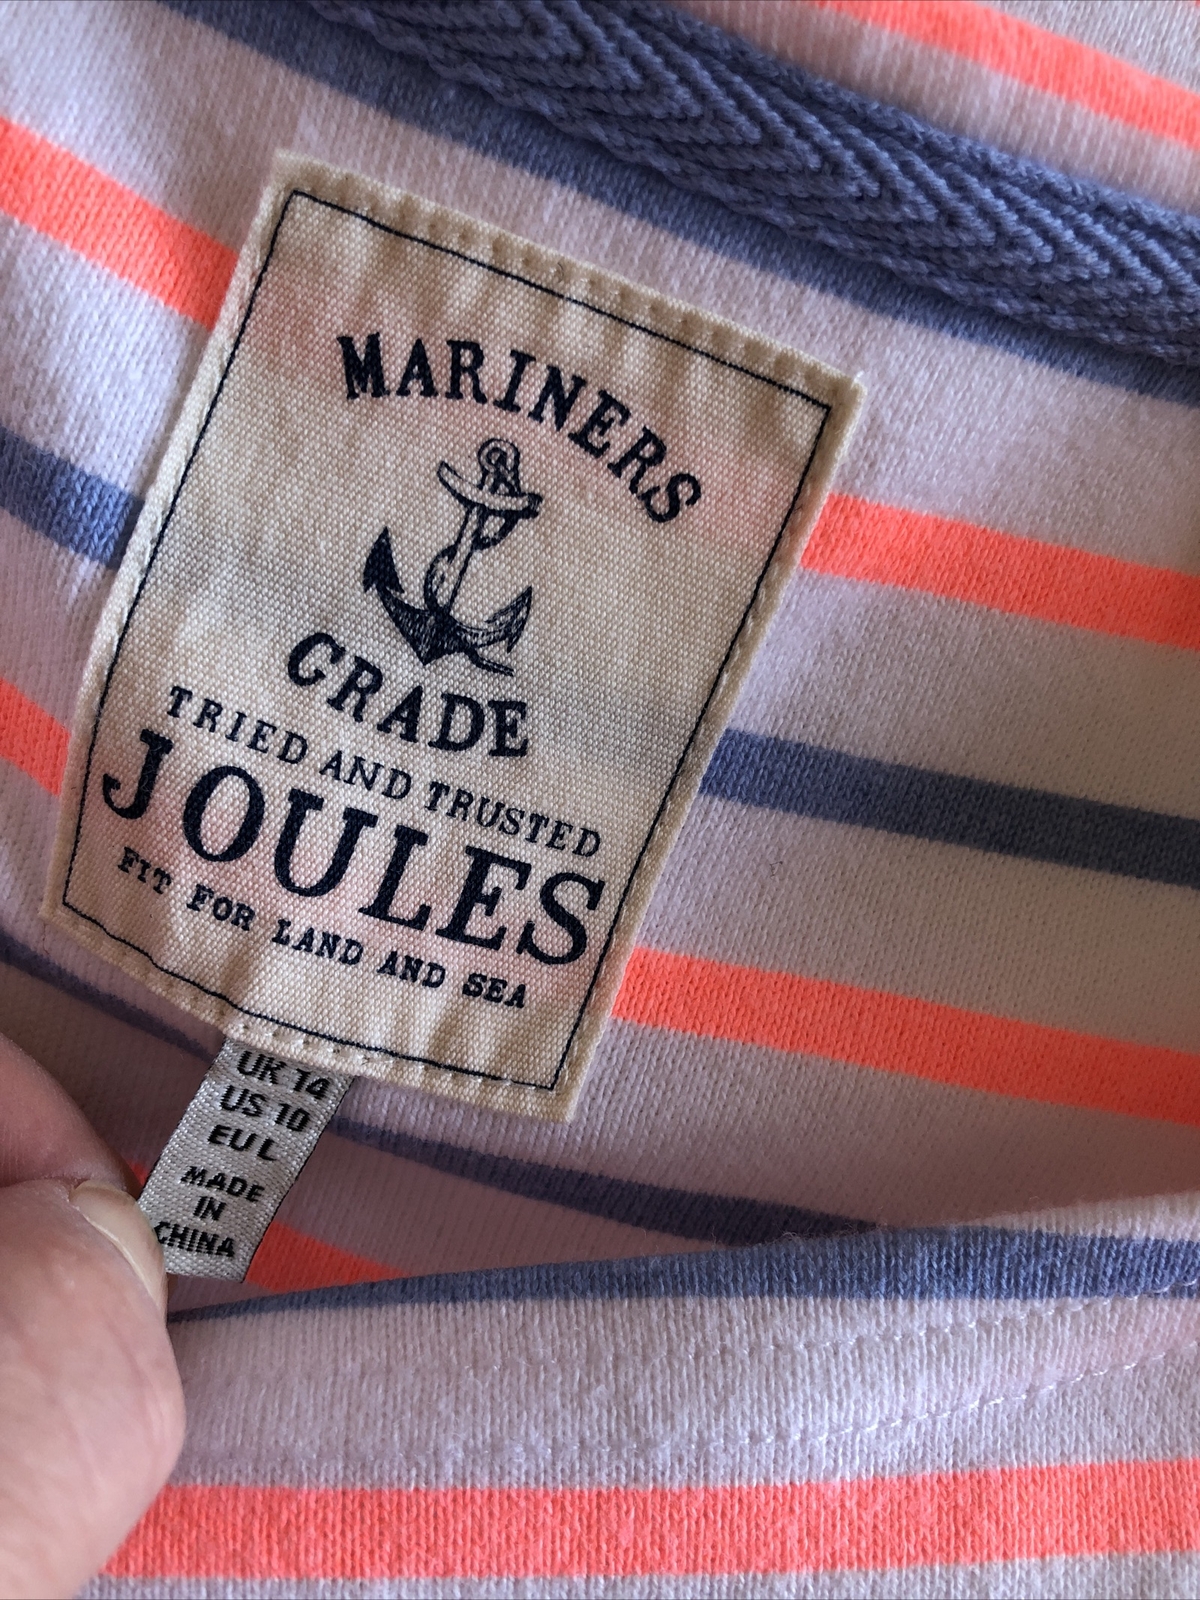 MARINERS
GRADE
TRIED AND TRUSTED
JOULES
FIT FOR LAND AND SEA
UK 14
US 10
EU L
MADE
IN
CHINA